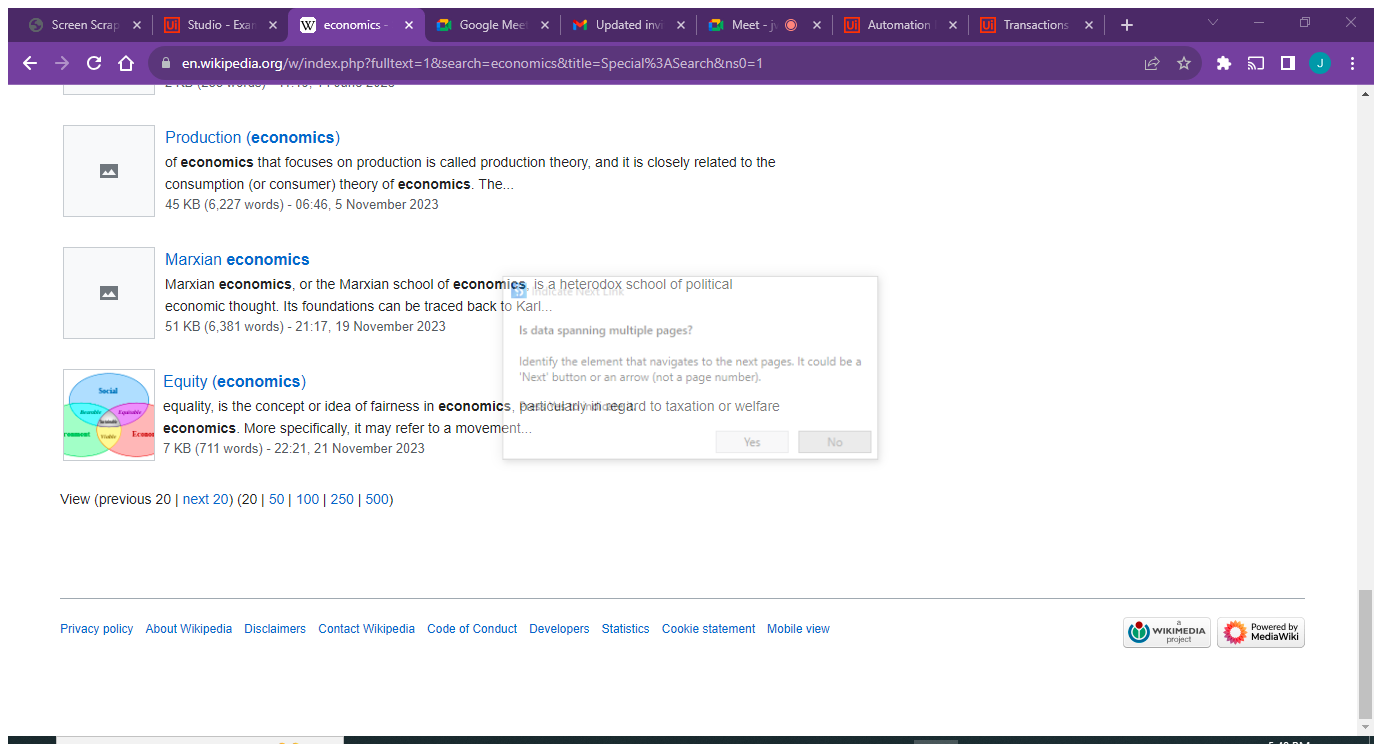 Screen Scrap
Studio - Exan
economics -
Google Meet
Updated invi
Meet - jv
Automation
Transactions
en.wikipedia.org/w/index.php?fulltext=1&search=economics&title=Special%3ASearch&ns0=1
J
Production (economics)
of economics that focuses on production is called production theory, and it is closely related to the
consumption (or consumer) theory of economics. The...
45 KB (6,227 words) - 06:46, 5 November 2023
Marxian economics
Marxian economics, or the Marxian school of economics, is a heterodox school of political
economic thought. Its foundations can be traced back to Karl...
51 KB (6,381 words) - 21:17, 19 November 2023
Indicate Next Link
Is data spanning multiple pages?
Identify the element that navigates to the next pages. It could be a
'Next' button or an arrow (not a page number).
Yes
No
Social
Bearable
Equitable
Viable
ronment
Econo
Equity (economics)
equality, is the concept or idea of fairness in economics, particularly in regard to taxation or welfare
economics. More specifically, it may refer to a movement...
7 KB (711 words) - 22:21, 21 November 2023
View (previous 20 | next 20) (20 | 50 | 100 | 250 | 500)
Privacy policy About Wikipedia Disclaimers Contact Wikipedia Code of Conduct Developers Statistics Cookie statement Mobile view
A WIKIMEDIA project
Powered by MediaWiki